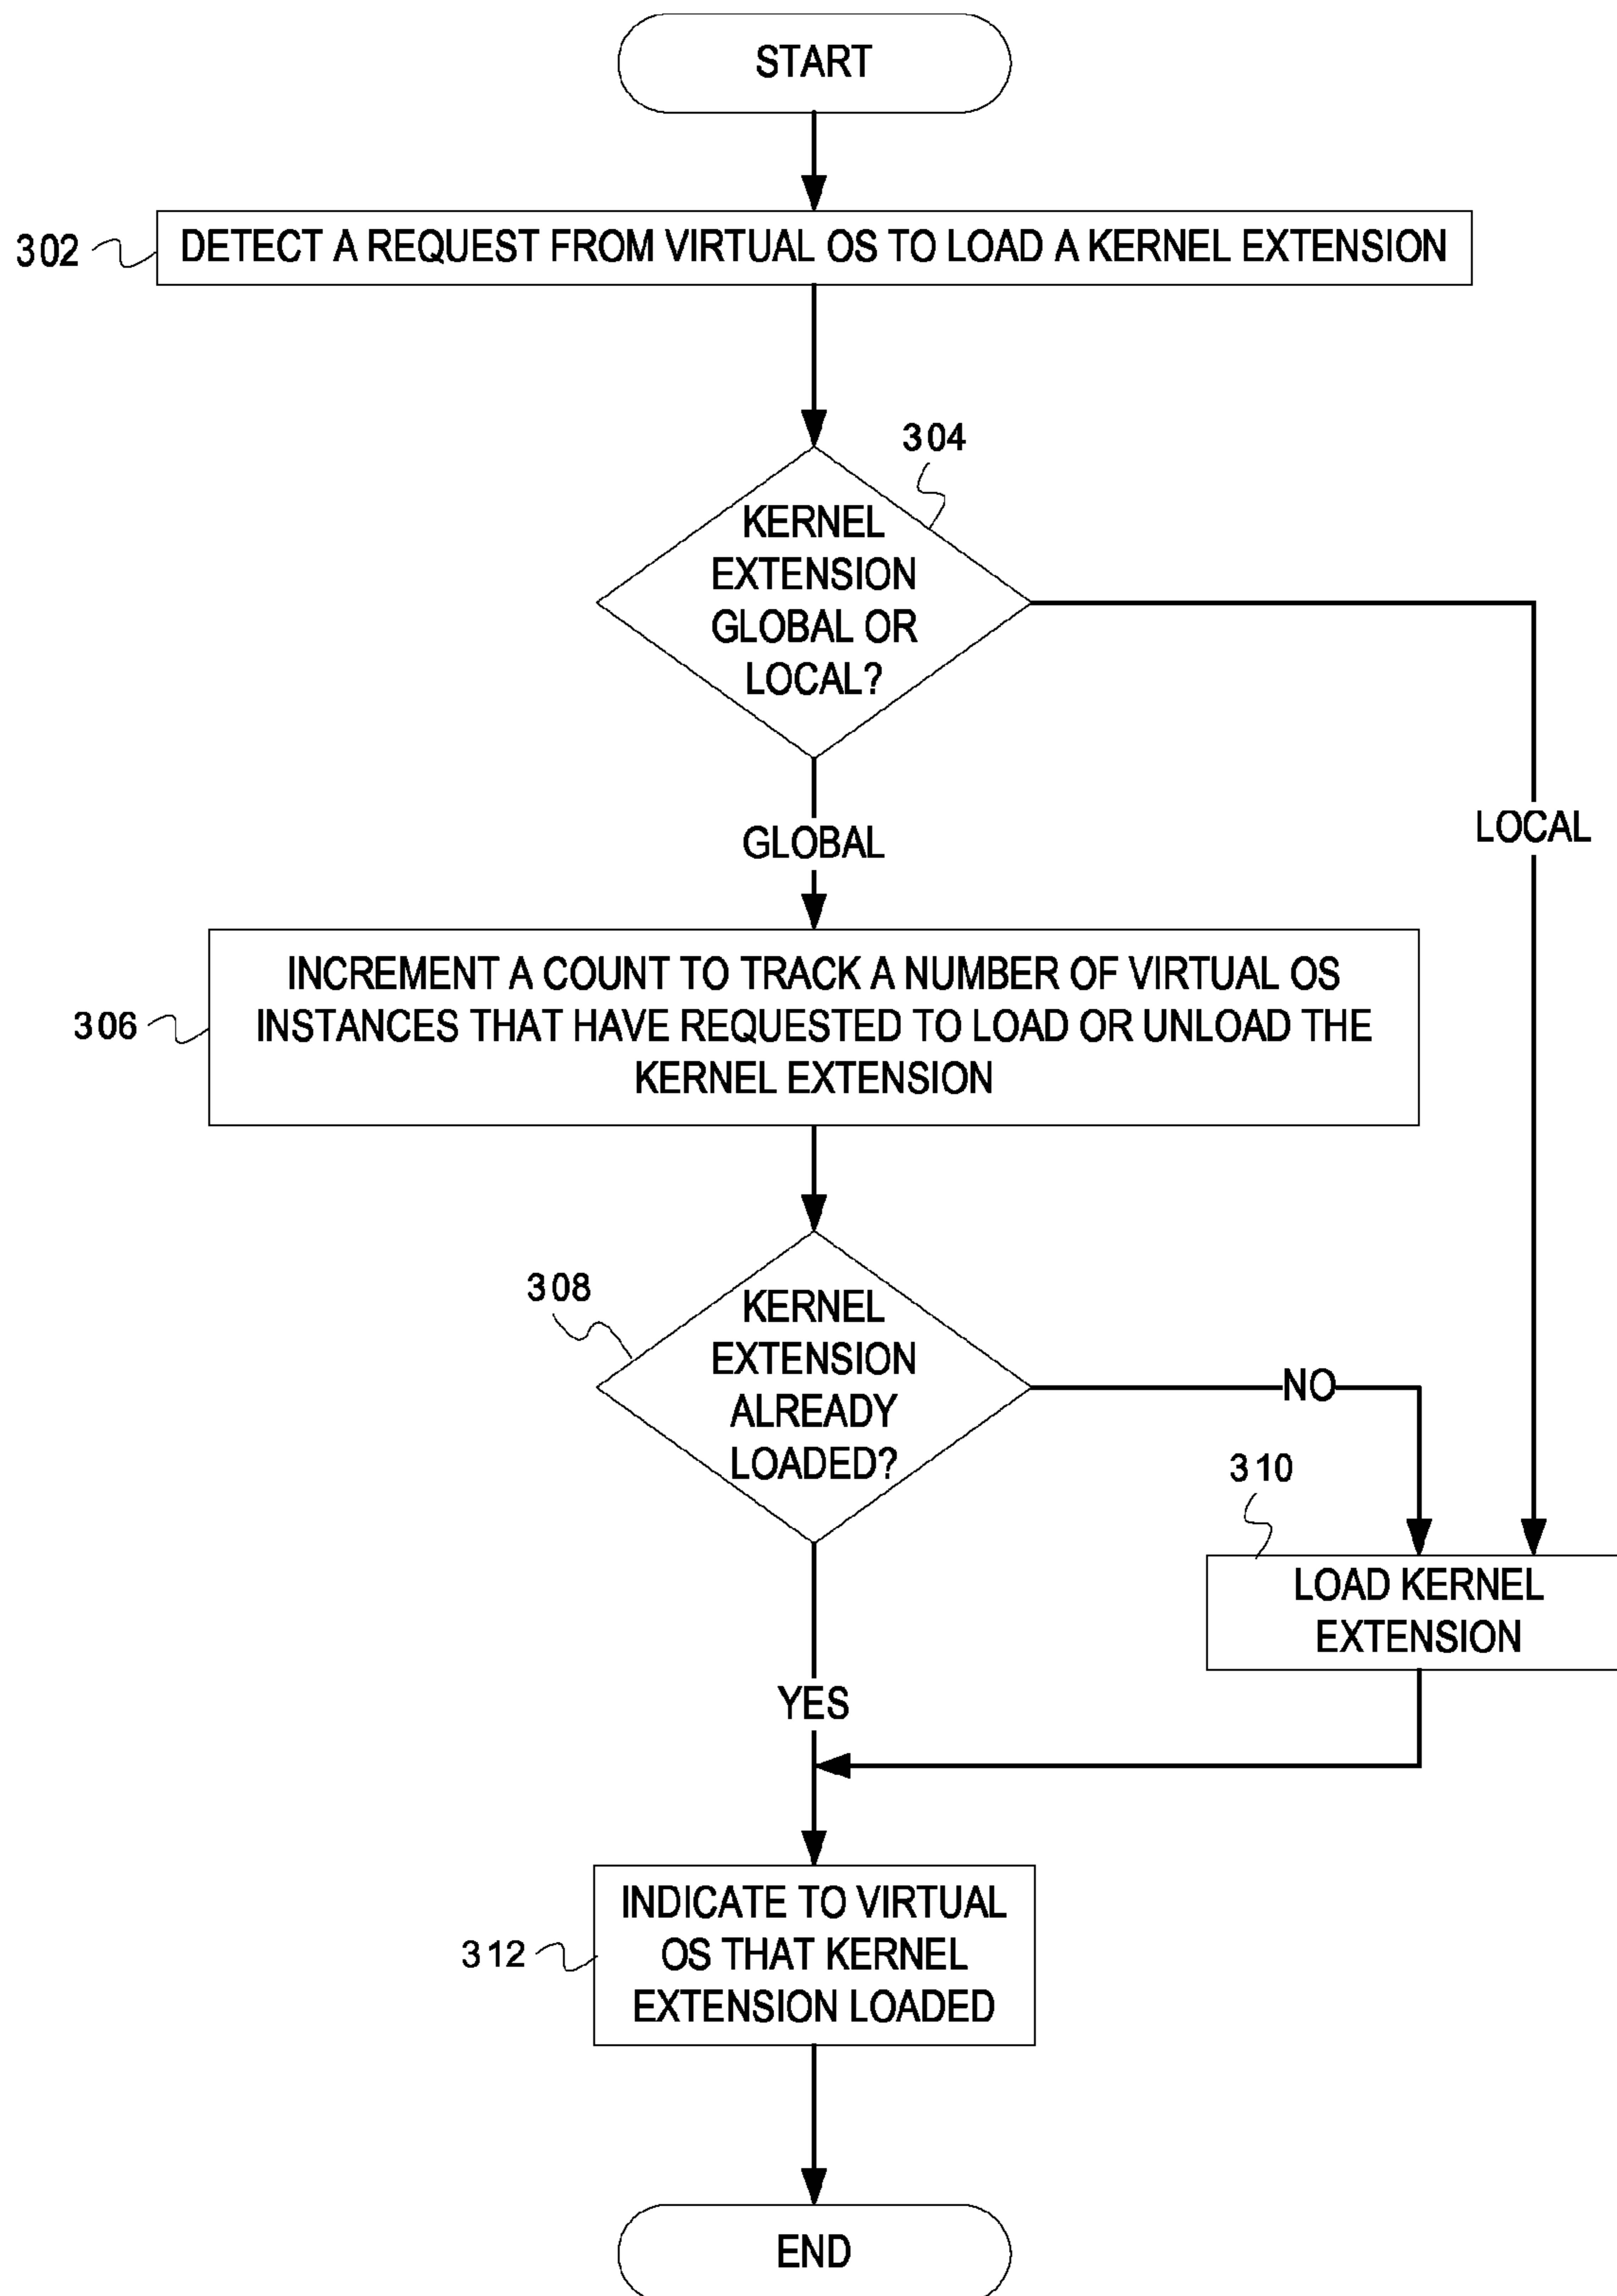 START
302
DETECT A REQUEST FROM VIRTUAL OS TO LOAD A KERNEL EXTENSION
304
KERNEL
EXTENSION
GLOBAL OR
LOCAL?
LOCAL
GLOBAL
306
INCREMENT A COUNT TO TRACK A NUMBER OF VIRTUAL OS
INSTANCES THAT HAVE REQUESTED TO LOAD OR UNLOAD THE
KERNEL EXTENSION
308
KERNEL
EXTENSION
ALREADY
LOADED?
NO
310
LOAD KERNEL
EXTENSION
YES
312
INDICATE TO VIRTUAL
OS THAT KERNEL
EXTENSION LOADED
END